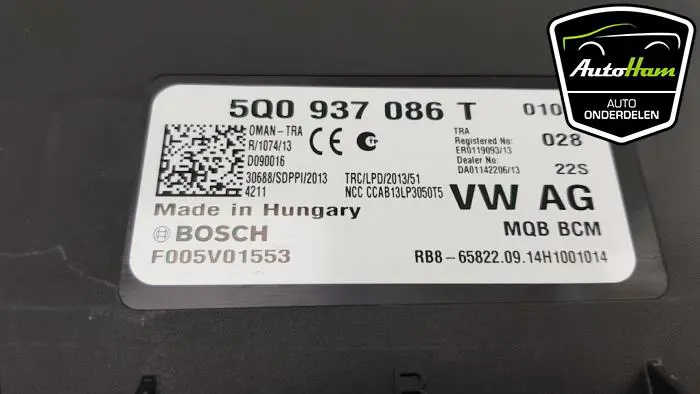 5Q0 937 086 T 010
OMAN-TRA
R/1074/13
D090016
30688/SDPPI/2013
4211
TRC/LPD/2013/51
NCC CCAB13LP3050T5
TRA
Registered No:
ER0119093/13
Dealer No:
DA01142206/13
028
22S
VW AG
Made in Hungary
BOSCH
F005V01553
MQB BCM
RB8-65822.09.14H1001014
AutoHam
AUTO
ONDERDELEN